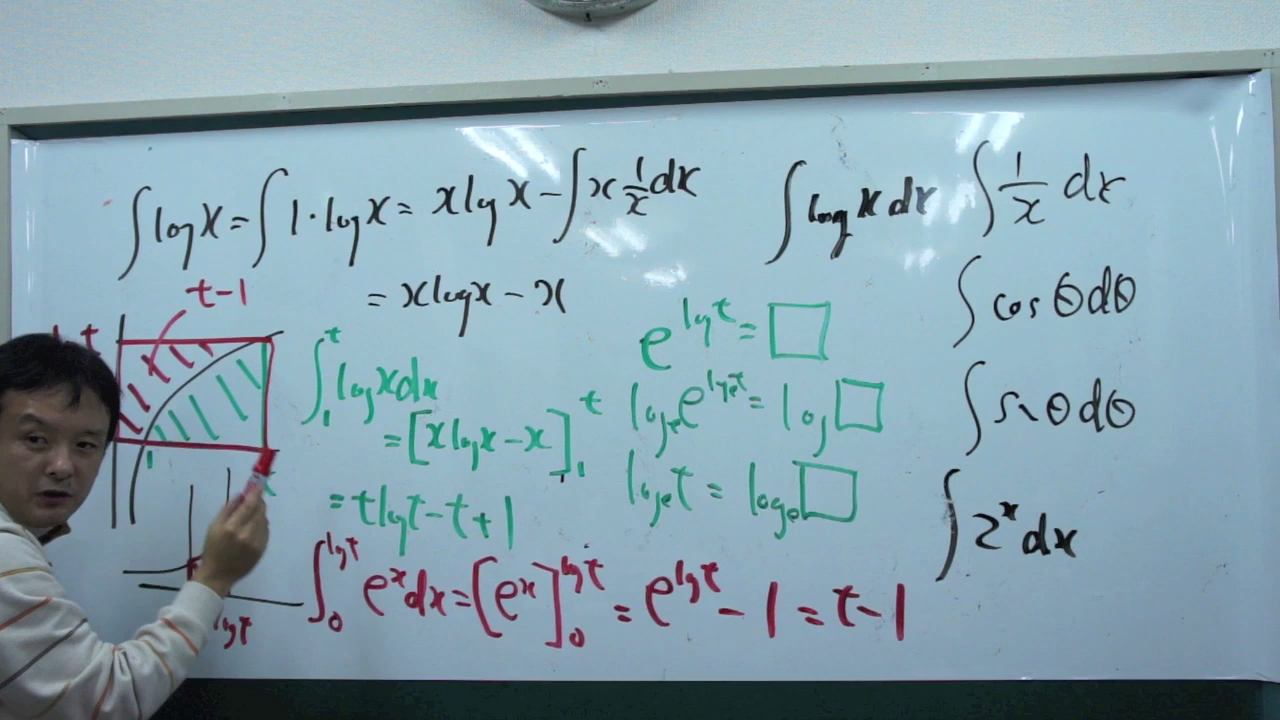 ∫log x = ∫1・log x = x log x − ∫x 1/x dx
= x log x − x
∫log x dx ∫1/x dx
∫cos θ dθ
∫sin θ dθ
∫2^x dx
t−1
t
1
∫_1^t log x dx
= [x log x − x]_1^t
= t log t − t + 1
e^{log t} = □
log_e e^{log_e t} = log □
log_e t = log_e □
log t
∫_0^{log t} e^x dx = [e^x]_0^{log t} = e^{log t} − 1 = t − 1